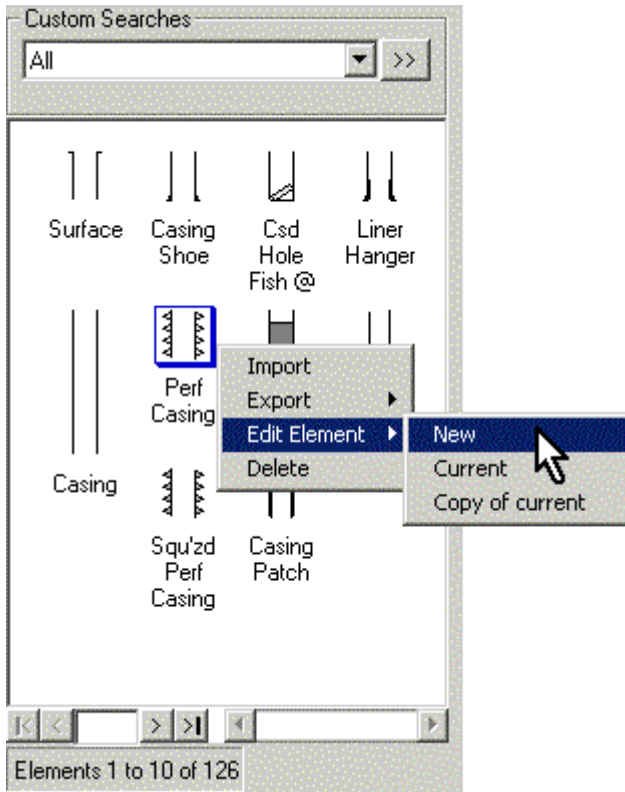 Custom Searches
All
>>
Surface
Casing
Shoe
Csd
Hole
Fish @
Liner
Hanger
Casing
Perf
Casing
Squ'zd
Perf
Casing
Casing
Patch
Import
Export
Edit Element
Delete
New
Current
Copy of current
Elements 1 to 10 of 126